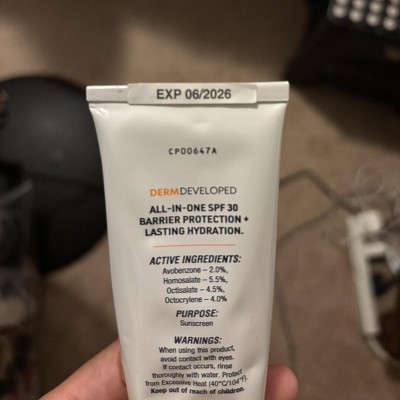 EXP 06/2026
CP00647A
DERMDEVELOPED
ALL-IN-ONE SPF 30
BARRIER PROTECTION +
LASTING HYDRATION.
ACTIVE INGREDIENTS:
Avobenzone – 2.0%,
Homosalate – 5.5%,
Octisalate – 4.5%,
Octocrylene – 4.0%
PURPOSE:
Sunscreen
WARNINGS:
When using this product,
avoid contact with eyes.
If contact occurs, rinse
thoroughly with water. Protect
from Excessive Heat (40°C/104°F).
Keep out of reach of children.